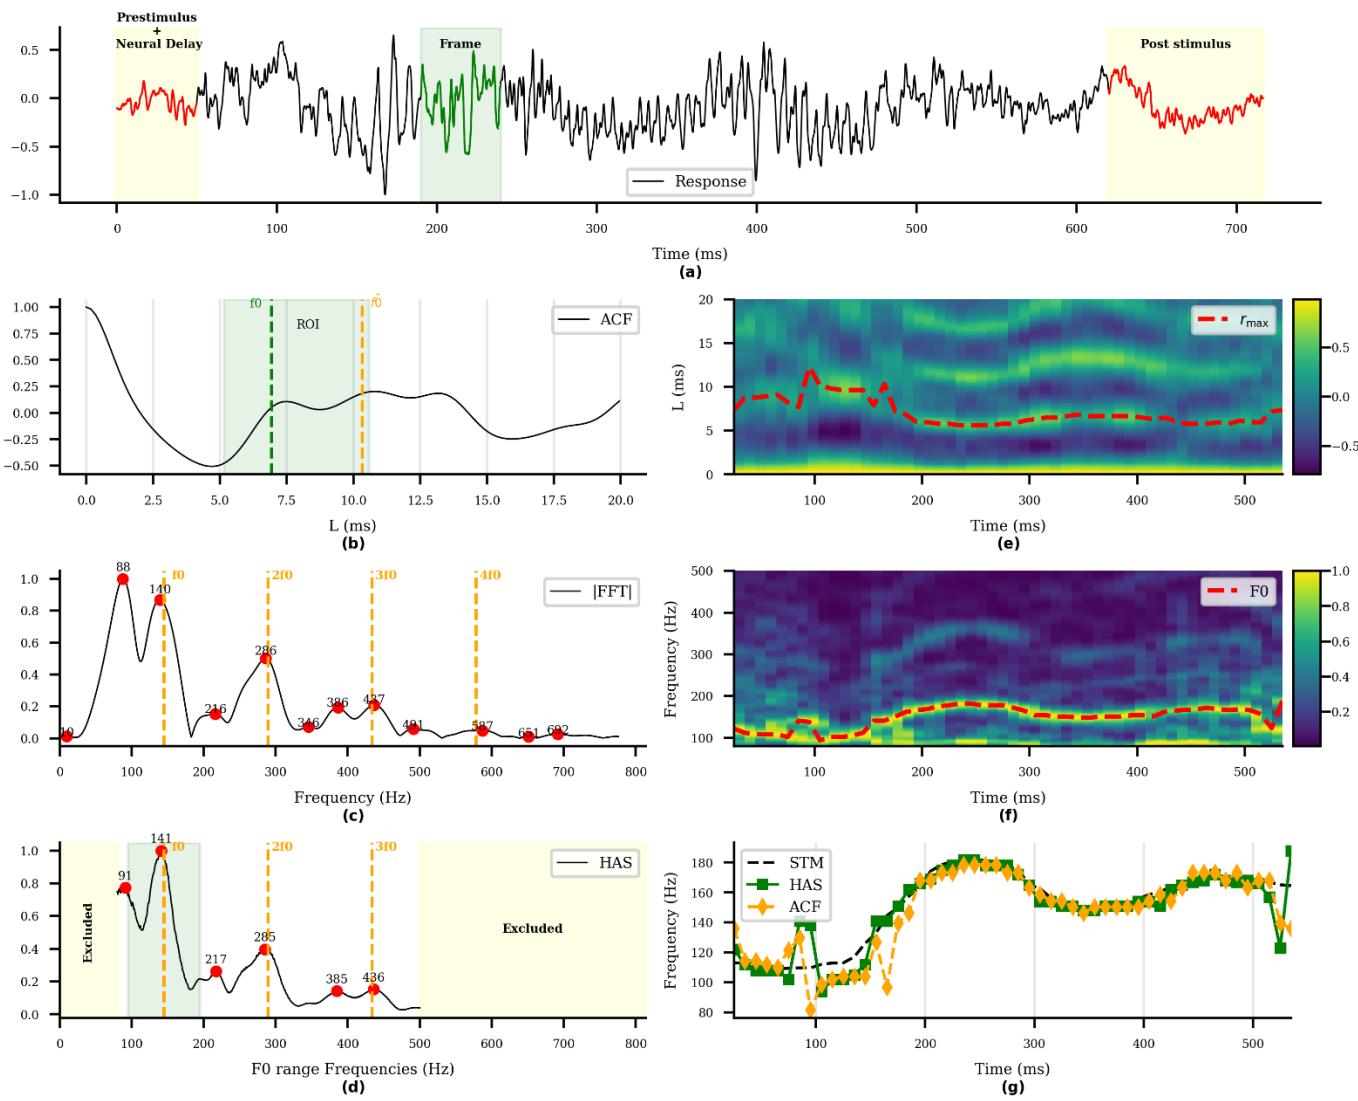 Prestimulus
+
Neural Delay
Frame
Post stimulus
0.5
0.0
−0.5
−1.0
Response
0 100 200 300 400 500 600 700
Time (ms)
(a)
f0
f̂0
ROI
ACF
1.00
0.75
0.50
0.25
0.00
−0.25
−0.50
0.0 2.5 5.0 7.5 10.0 12.5 15.0 17.5 20.0
L (ms)
(b)
20
15
10
5
0
L (ms)
r_max
−0.5
−0.0
−0.5
100 200 300 400 500
Time (ms)
(e)
88
140
f0
2f0
3f0
4f0
|FFT|
1.0
0.8
0.6
0.4
0.2
0.0
10
216
286
346
386
437
491
587
651
692
0 100 200 300 400 500 600 700 800
Frequency (Hz)
(c)
500
400
300
200
100
Frequency (Hz)
F0
1.0
0.8
0.6
0.4
0.2
100 200 300 400 500
Time (ms)
(f)
141
f0
2f0
3f0
HAS
1.0
0.8
0.6
0.4
0.2
0.0
91
217
285
385
436
Excluded
Excluded
0 100 200 300 400 500 600 700 800
F0 range Frequencies (Hz)
(d)
180
160
140
120
100
80
Frequency (Hz)
STM
HAS
ACF
100 200 300 400 500
Time (ms)
(g)